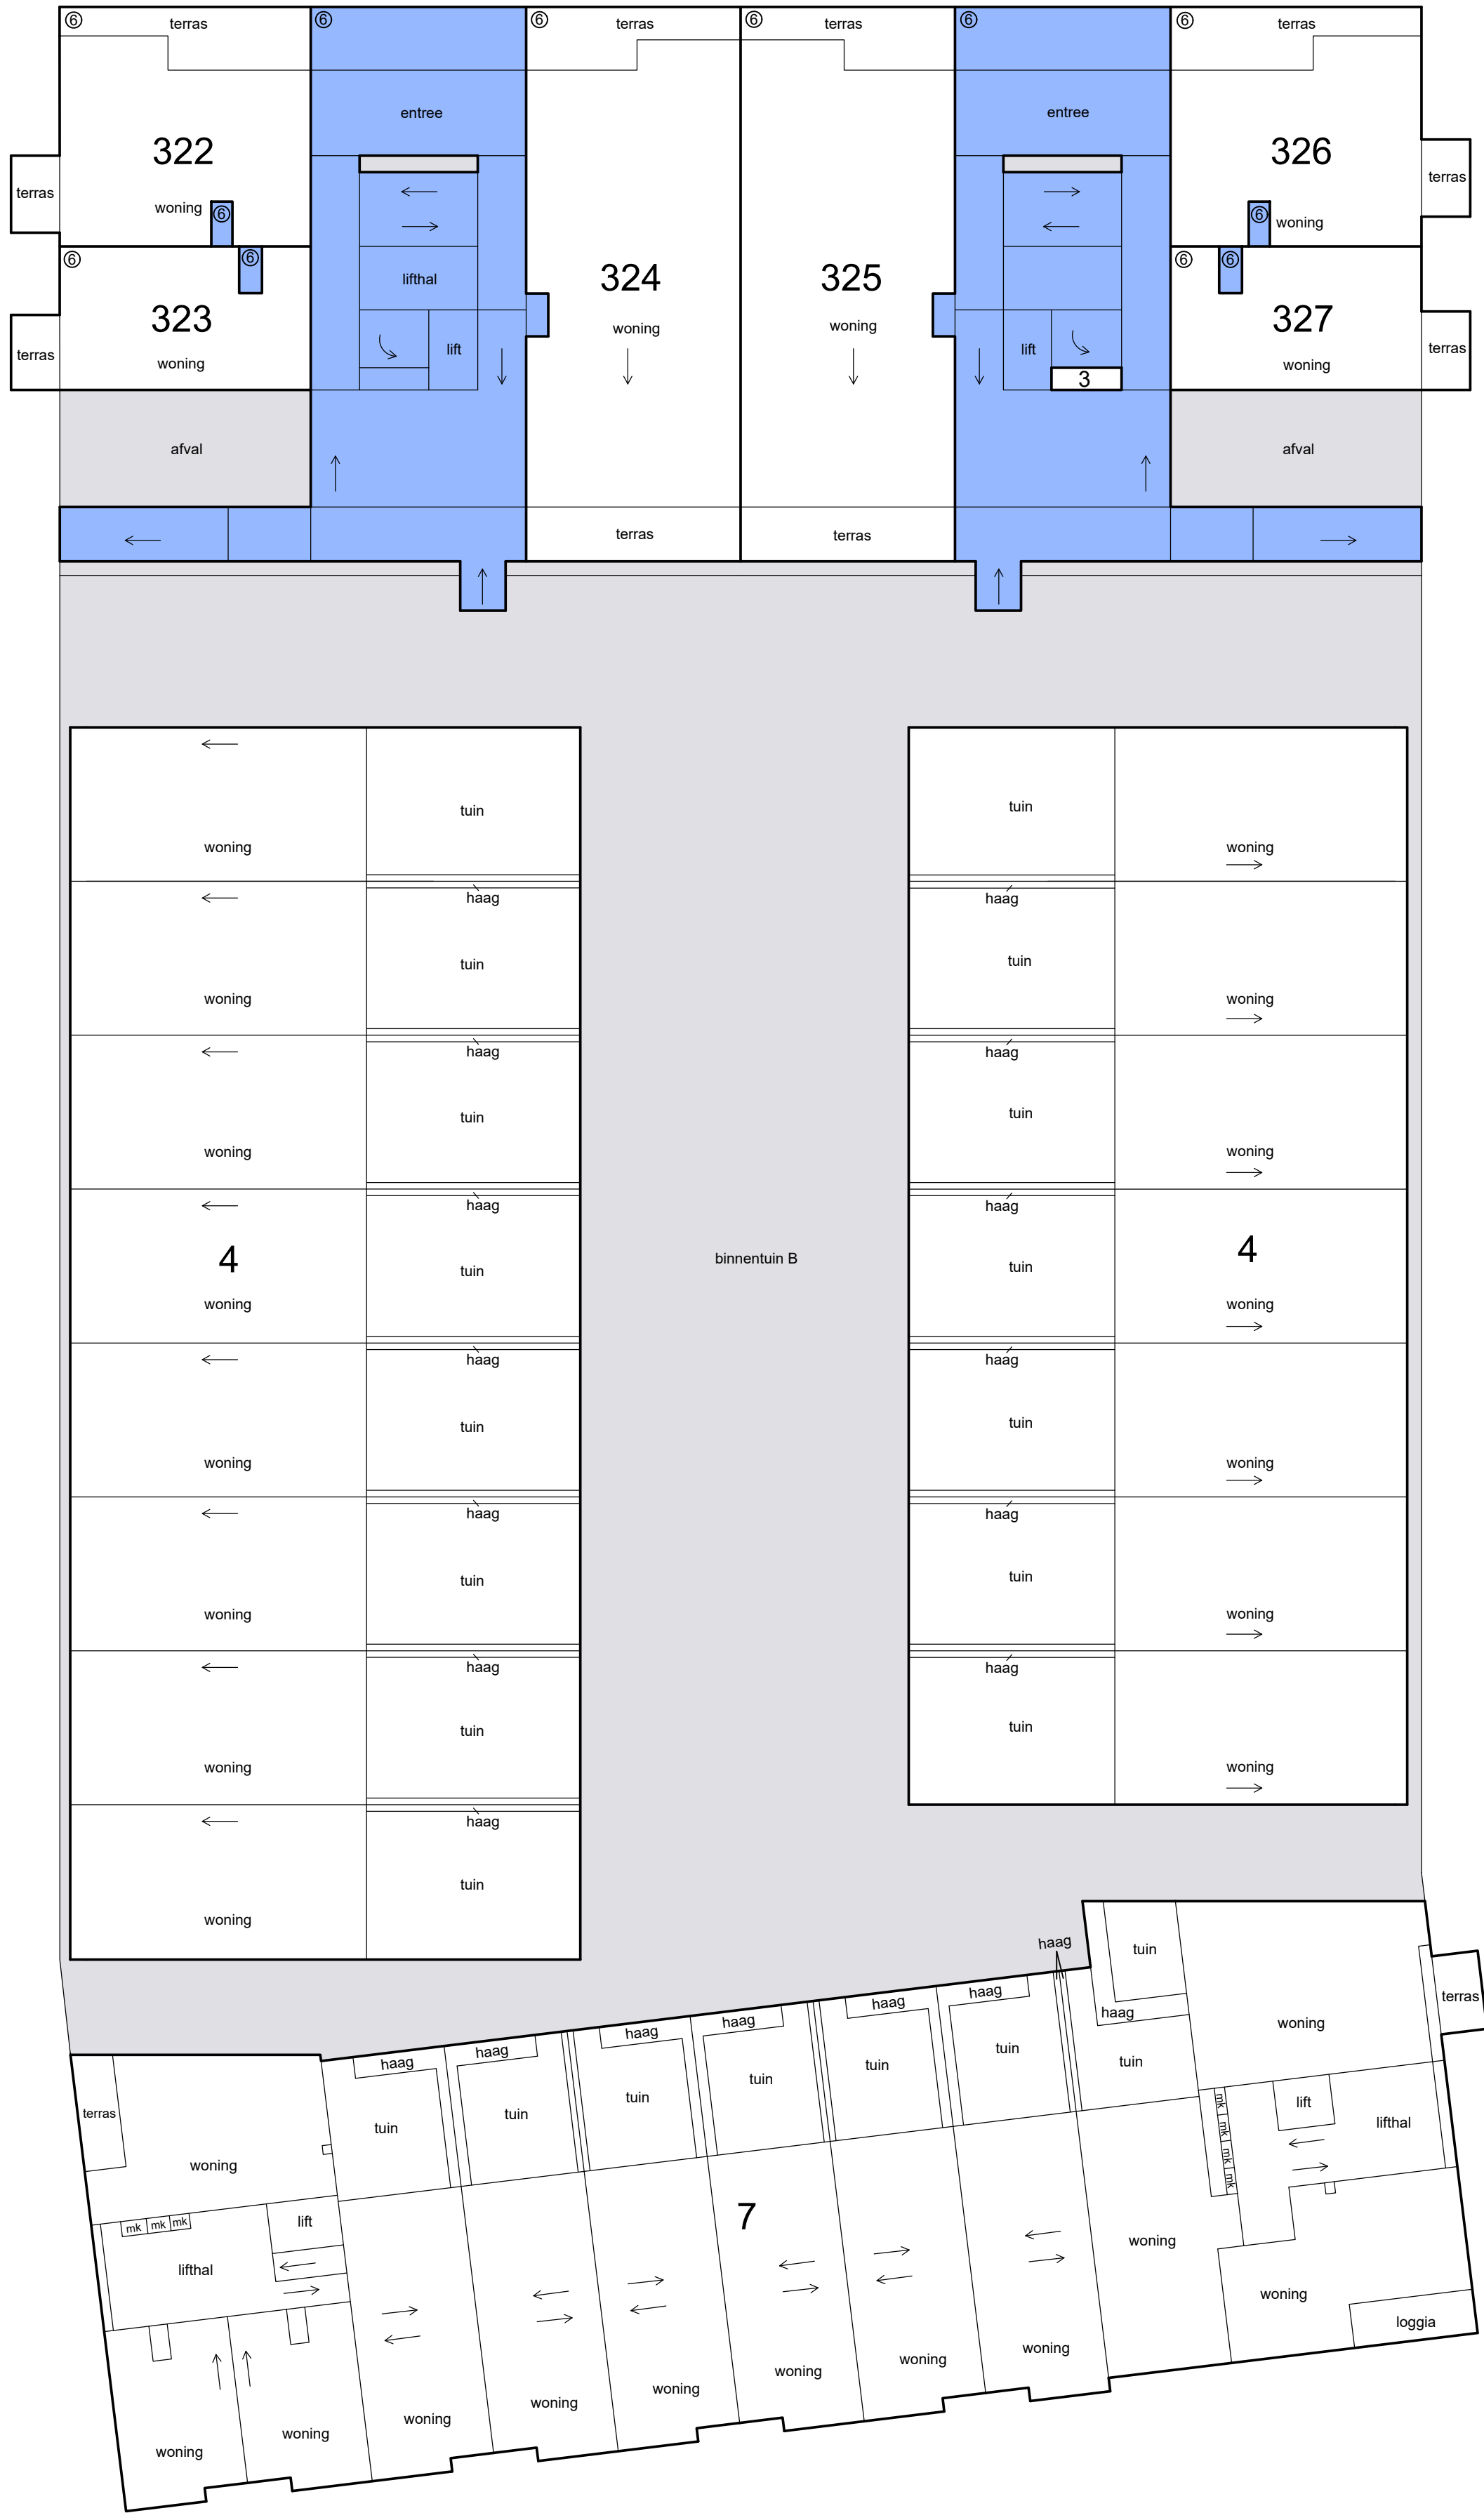 ⑥ terras ⑥ ⑥ terras ⑥ terras ⑥ ⑥ terras
entree entree
322 326
terras woning ⑥ ⑥ woning terras
⑥ ⑥ lifthal 324 325 ⑥ ⑥
323 woning woning 327
terras woning lift lift woning terras
3
afval afval
terras terras
tuin tuin
woning woning
haag haag
tuin tuin
woning woning
haag haag
tuin tuin
woning woning
haag haag
4 tuin binnentuin B tuin 4
woning woning
haag haag
tuin tuin
woning woning
haag haag
tuin tuin
woning woning
haag haag
tuin tuin
woning woning
haag
tuin
woning
haag tuin
terras
haag haag haag haag haag haag haag woning
terras tuin tuin tuin tuin tuin tuin tuin
woning mk mk mk mk lift lifthal
mk mk mk lift 7
lifthal woning
woning loggia
woning woning woning woning woning woning
woning woning